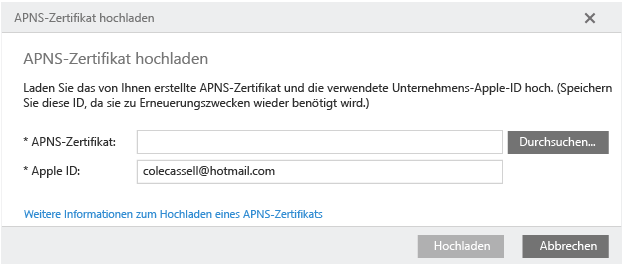 APNS-Zertifikat hochladen
APNS-Zertifikat hochladen
Laden Sie das von Ihnen erstellte APNS-Zertifikat und die verwendete Unternehmens-Apple-ID hoch. (Speichern
Sie diese ID, da sie zu Erneuerungszwecken wieder benötigt wird.)
* APNS-Zertifikat: Durchsuchen...
* Apple ID: colecassell@hotmail.com
Weitere Informationen zum Hochladen eines APNS-Zertifikats
Hochladen Abbrechen